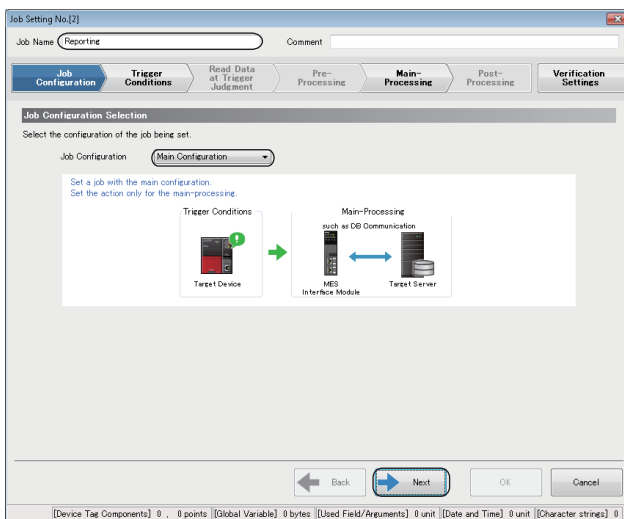 Job Setting No.[2]
Job Name Reporting Comment
Job Configuration Trigger Conditions Read Data at Trigger Judgment Pre-Processing Main-Processing Post-Processing Verification Settings
Job Configuration Selection
Select the configuration of the job being set.
Job Configuration Main Configuration
Set a job with the main configuration.
Set the action only for the main-processing.
Trigger Conditions Main-Processing
such as DB Communication
Target Device MES Interface Module Target Server
Back Next OK Cancel
[Device Tag Components] 0 , 0 points [Global Variable] 0 bytes [Used Field/Arguments] 0 unit [Date and Time] 0 unit [Character strings] 0